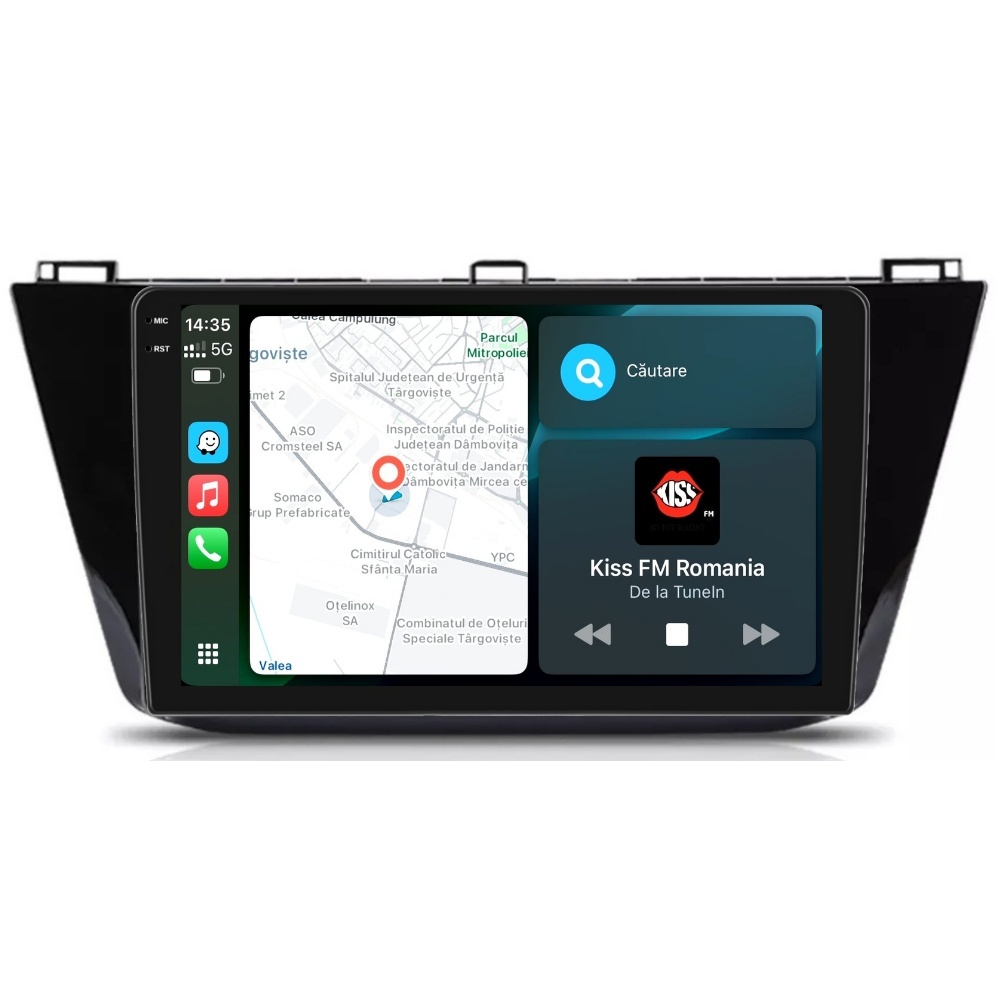 MIC
RST
14:35
5G
Calea Câmpulung
goviște
Parcul
Mitropoliei
Spitalul Județean de Urgență
Târgoviște
imet 2
ASO
Cromsteel SA
Inspectoratul de Poliție
Județean Dâmbovița
ectoratul de Jandarm
Dâmbovița Mircea ce
Somaco
Grup Prefabricate
Cimitirul Catolic
Sfânta Maria
YPC
Oțelinox
SA
Combinatul de Oțeluri
Speciale Târgoviște
Valea
Căutare
KISS
FM
Kiss FM Romania
De la TuneIn